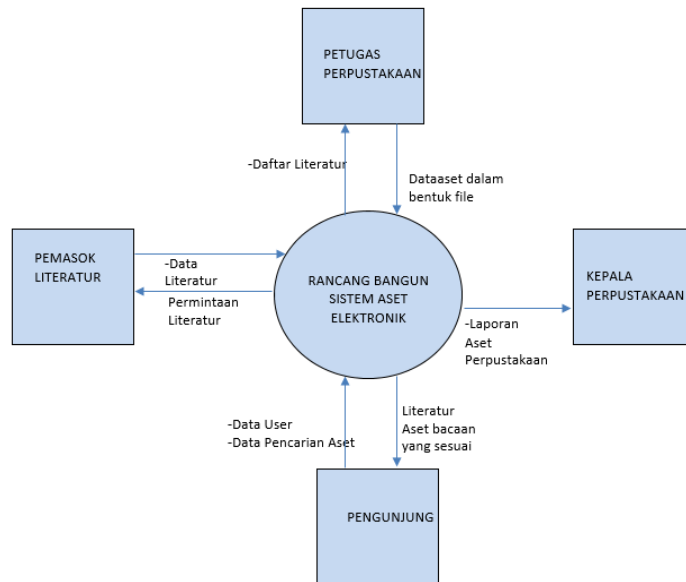 PETUGAS
PERPUSTAKAAN
-Daftar Literatur
Dataaset dalam
bentuk file
PEMASOK
LITERATUR
-Data
Literatur
Permintaan
Literatur
RANCANG BANGUN
SISTEM ASET
ELEKTRONIK
KEPALA
PERPUSTAKAAN
-Laporan
Aset
Perpustakaan
-Data User
-Data Pencarian Aset
Literatur
Aset bacaan
yang sesuai
PENGUNJUNG